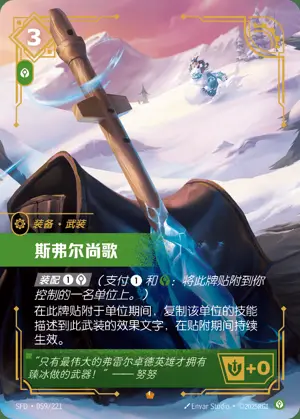 3
装备・武装
斯弗尔尚歌
装配 1 （支付 1 和 ：将此牌贴附到你
控制的一名单位上。）
在此牌贴附于单位期间，复制该单位的技能
描述到此武装的效果文字，在贴附期间持续
生效。
“只有最伟大的弗雷尔卓德英雄才拥有
臻冰做的武器！”——努努
+0
SFD・059/221
Envar Studio